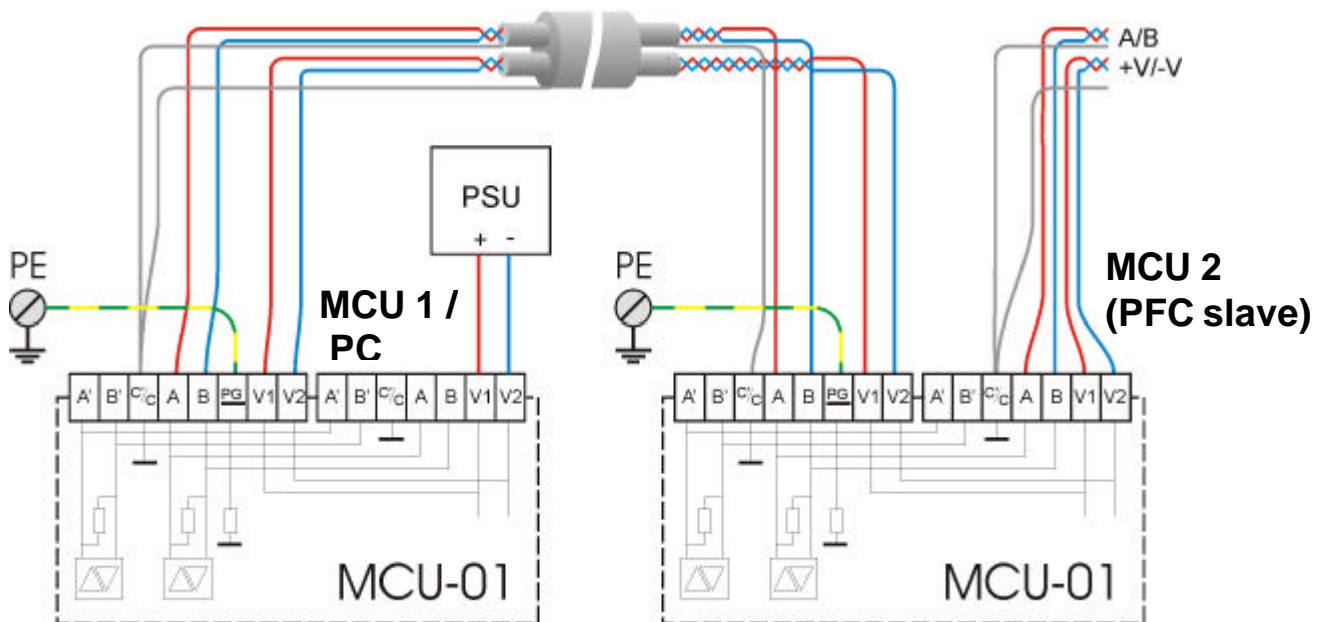 A/B
+V/-V
PSU
+ -
PE
MCU 1 /
PC
PE
MCU 2
(PFC slave)
A' B' C'/C A B PG V1 V2 A' B' C'/C A B V1 V2
A' B' C'/C A B PG V1 V2 A' B' C'/C A B V1 V2
MCU-01
MCU-01